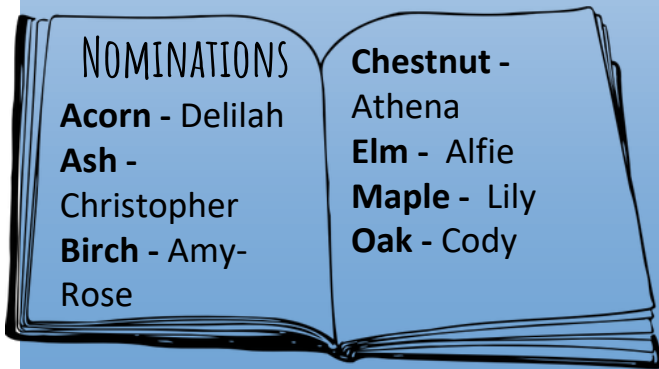 NOMINATIONS
Acorn - Delilah
Ash -
Christopher
Birch - Amy-
Rose
Chestnut -
Athena
Elm - Alfie
Maple - Lily
Oak - Cody